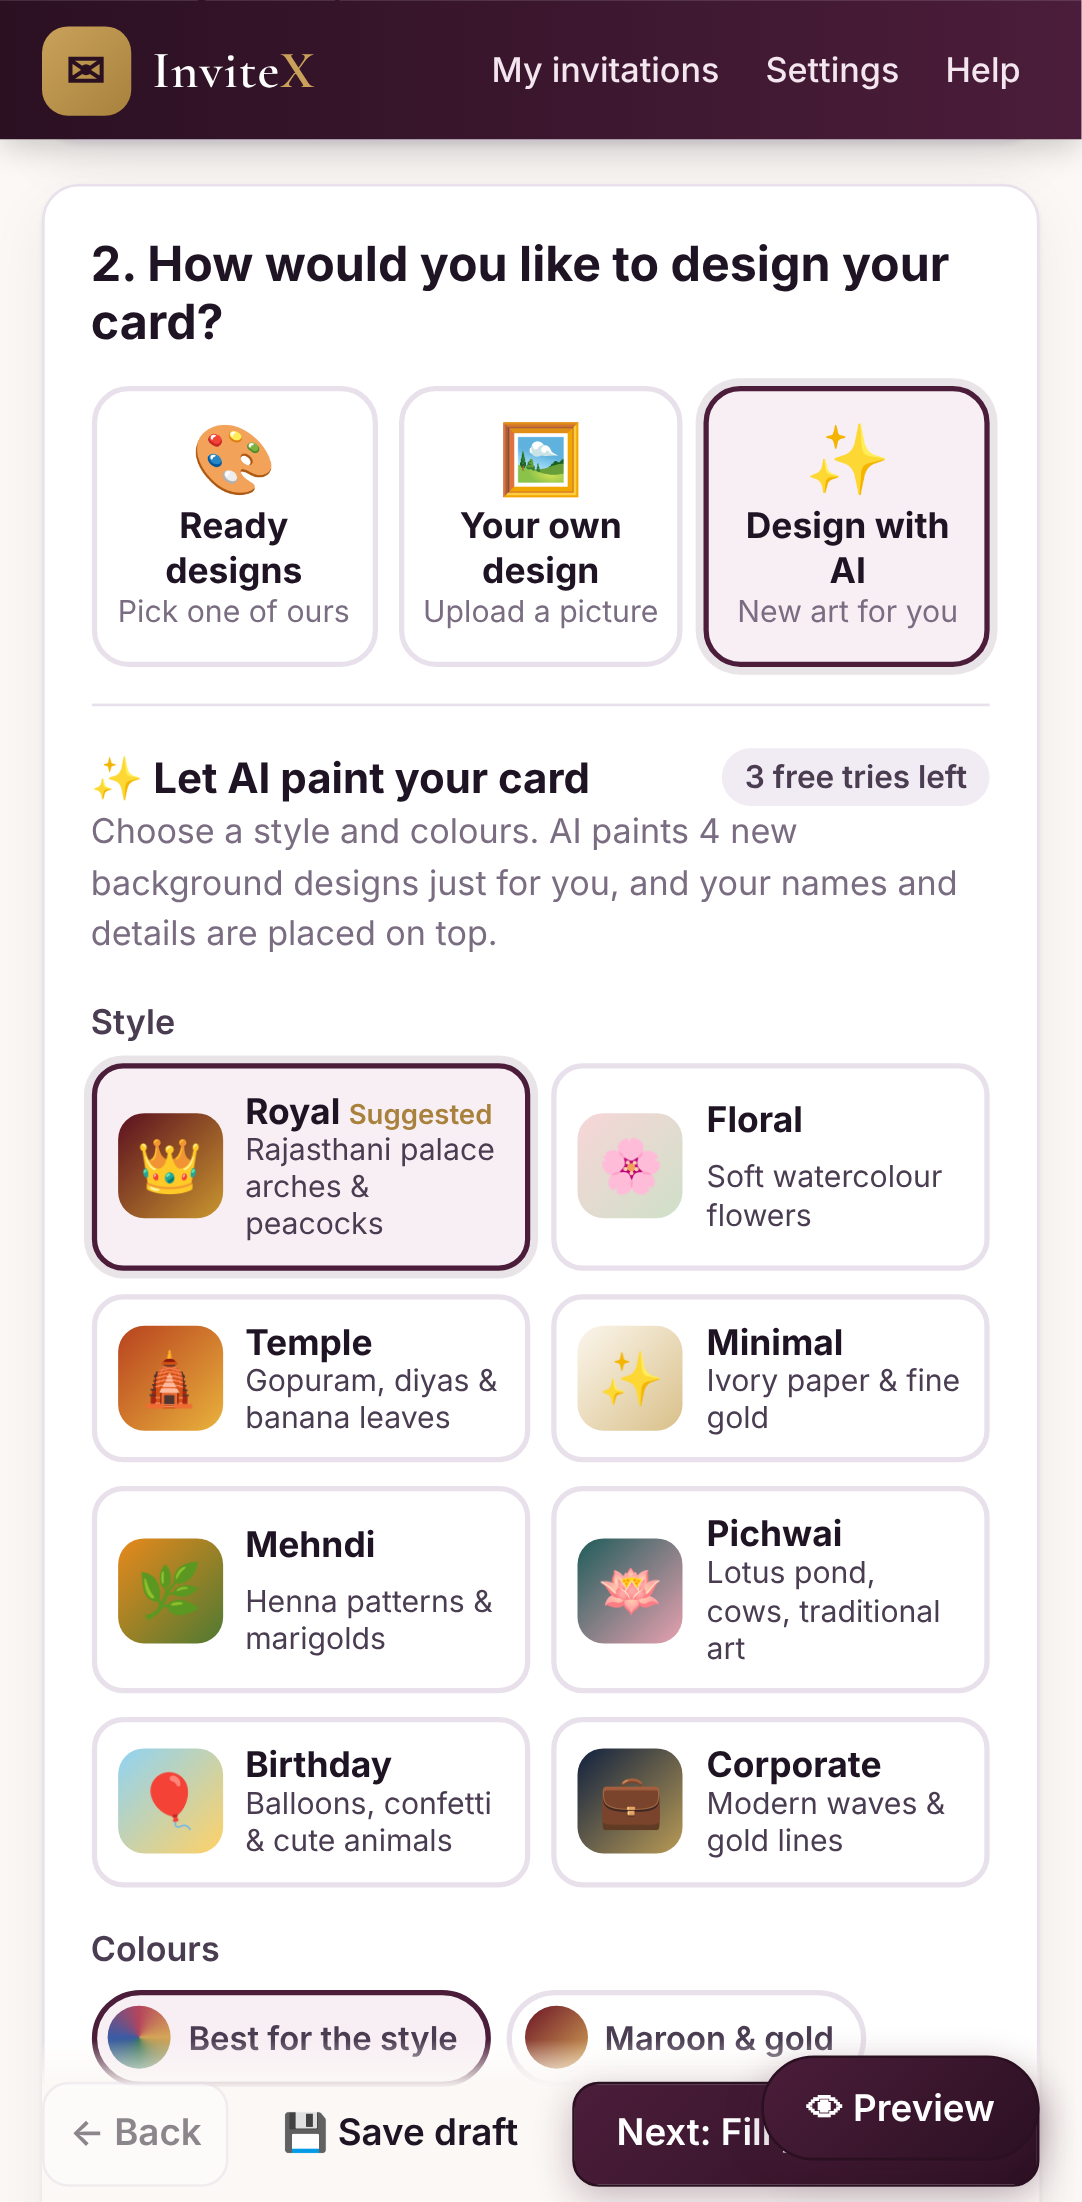 InviteX
My invitations
Settings
Help
2. How would you like to design your
card?
Ready
designs
Pick one of ours
Your own
design
Upload a picture
Design with
AI
New art for you
Let AI paint your card
3 free tries left
Choose a style and colours. AI paints 4 new
background designs just for you, and your names and
details are placed on top.
Style
Royal Suggested
Rajasthani palace
arches &
peacocks
Floral
Soft watercolour
flowers
Temple
Gopuram, diyas &
banana leaves
Minimal
Ivory paper & fine
gold
Mehndi
Henna patterns &
marigolds
Pichwai
Lotus pond,
cows, traditional
art
Birthday
Balloons, confetti
& cute animals
Corporate
Modern waves &
gold lines
Colours
Best for the style
Maroon & gold
← Back
Save draft
Next: Fill
Preview